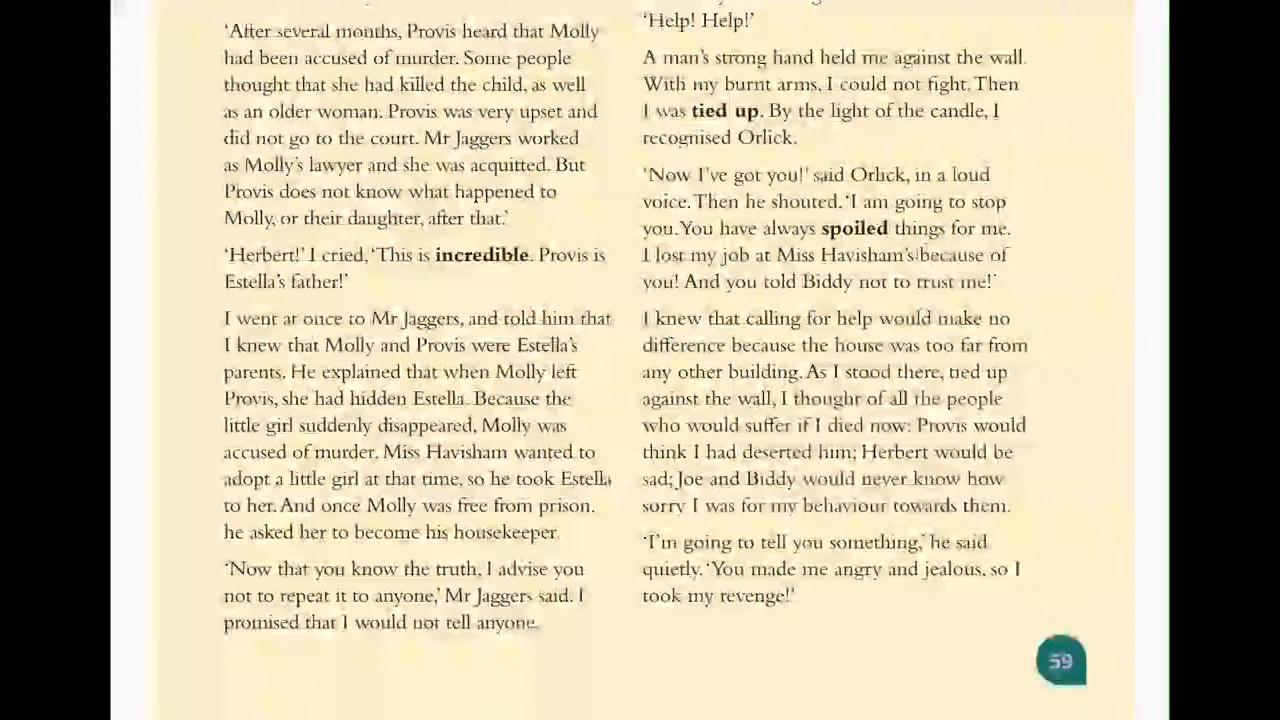 'After several months, Provis heard that Molly
had been accused of murder. Some people
thought that she had killed the child, as well
as an older woman. Provis was very upset and
did not go to the court. Mr Jaggers worked
as Molly's lawyer and she was acquitted. But
Provis does not know what happened to
Molly, or their daughter, after that.'
'Herbert!' I cried, 'This is incredible. Provis is
Estella's father!'
I went at once to Mr Jaggers, and told him that
I knew that Molly and Provis were Estella's
parents. He explained that when Molly left
Provis, she had hidden Estella. Because the
little girl suddenly disappeared, Molly was
accused of murder. Miss Havisham wanted to
adopt a little girl at that time, so he took Estella
to her. And once Molly was free from prison,
he asked her to become his housekeeper.
'Now that you know the truth, I advise you
not to repeat it to anyone,' Mr Jaggers said. I
promised that I would not tell anyone.
'Help! Help!'
A man's strong hand held me against the wall.
With my burnt arms, I could not fight. Then
I was tied up. By the light of the candle, I
recognised Orlick.
'Now I've got you!' said Orlick, in a loud
voice. Then he shouted. 'I am going to stop
you. You have always spoiled things for me.
I lost my job at Miss Havisham's because of
you! And you told Biddy not to trust me!'
I knew that calling for help would make no
difference because the house was too far from
any other building. As I stood there, tied up
against the wall, I thought of all the people
who would suffer if I died now: Provis would
think I had deserted him; Herbert would be
sad; Joe and Biddy would never know how
sorry I was for my behaviour towards them.
'I'm going to tell you something,' he said
quietly. 'You made me angry and jealous, so I
took my revenge!'
59